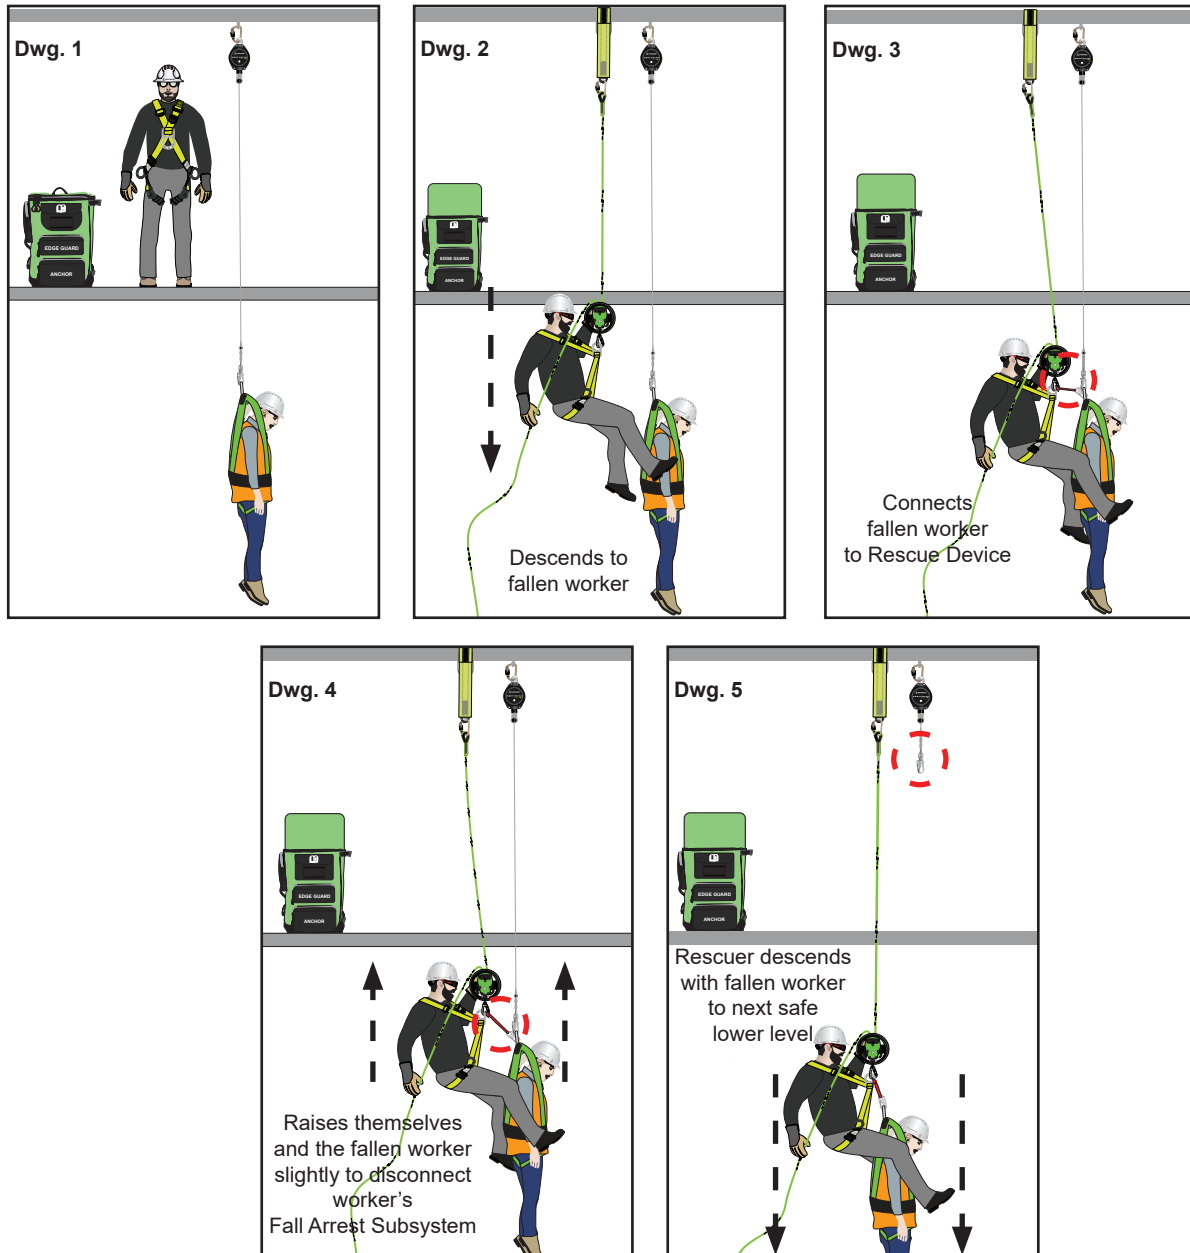 Dwg. 1
EDGE GUARD
ANCHOR
Dwg. 2
EDGE GUARD
ANCHOR
Descends to
fallen worker
Dwg. 3
EDGE GUARD
ANCHOR
Connects
fallen worker
to Rescue Device
Dwg. 4
EDGE GUARD
ANCHOR
Raises themselves
and the fallen worker
slightly to disconnect
worker's
Fall Arrest Subsystem
Dwg. 5
EDGE GUARD
ANCHOR
Rescuer descends
with fallen worker
to next safe
lower level